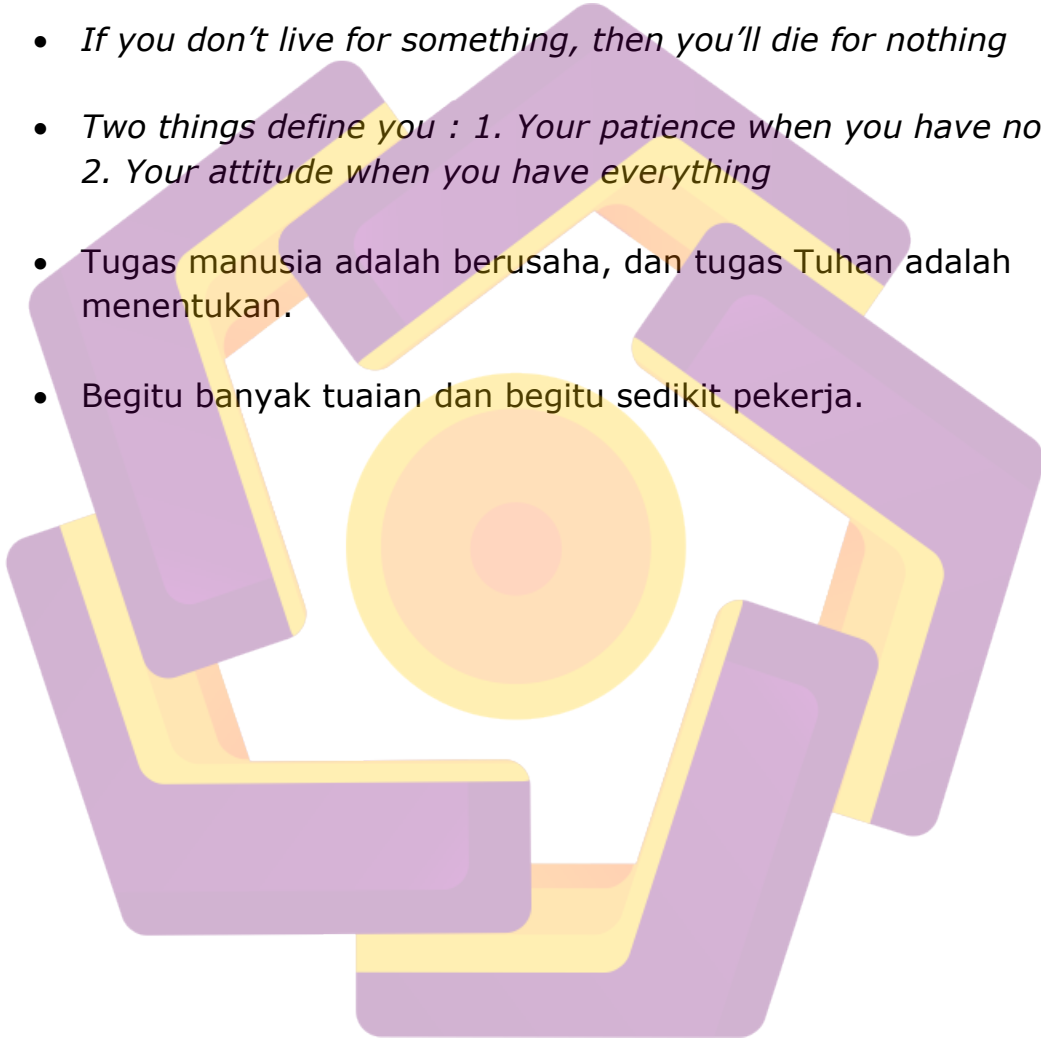 • If you don’t live for something, then you’ll die for nothing
• Two things define you : 1. Your patience when you have no
2. Your attitude when you have everything
• Tugas manusia adalah berusaha, dan tugas Tuhan adalah
menentukan.
• Begitu banyak tuaian dan begitu sedikit pekerja.